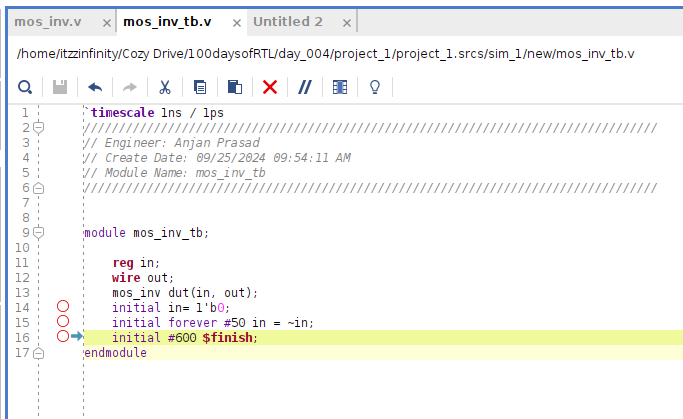 mos_inv.v × mos_inv_tb.v × Untitled 2 ×
/home/itzzinfinity/Cozy Drive/100daysofRTL/day_004/project_1/project_1.srcs/sim_1/new/mos_inv_tb.v
1 `timescale 1ns / 1ps
2 //////////////////////////////////////////////////////////////////////////////////
3 // Engineer: Anjan Prasad
4 // Create Date: 09/25/2024 09:54:11 AM
5 // Module Name: mos_inv_tb
6 //////////////////////////////////////////////////////////////////////////////////
7
8
9 module mos_inv_tb;
10
11 reg in;
12 wire out;
13 mos_inv dut(in, out);
14 initial in= 1'b0;
15 initial forever #50 in = ~in;
16 initial #600 $finish;
17 endmodule